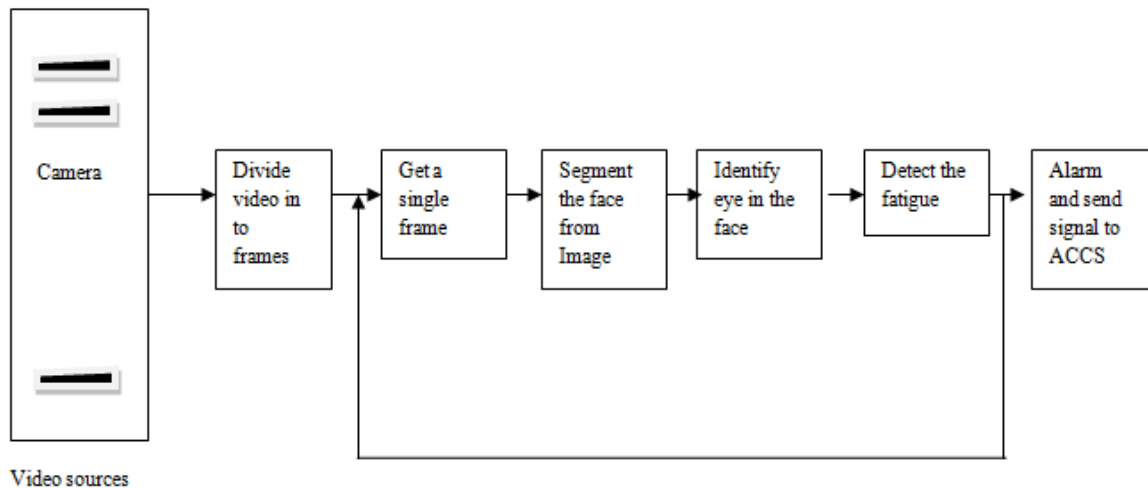 Camera
Divide
video in
to
frames
Get a
single
frame
Segment
the face
from
Image
Identify
eye in the
face
Detect the
fatigue
Alarm
and send
signal to
ACCS
Video sources